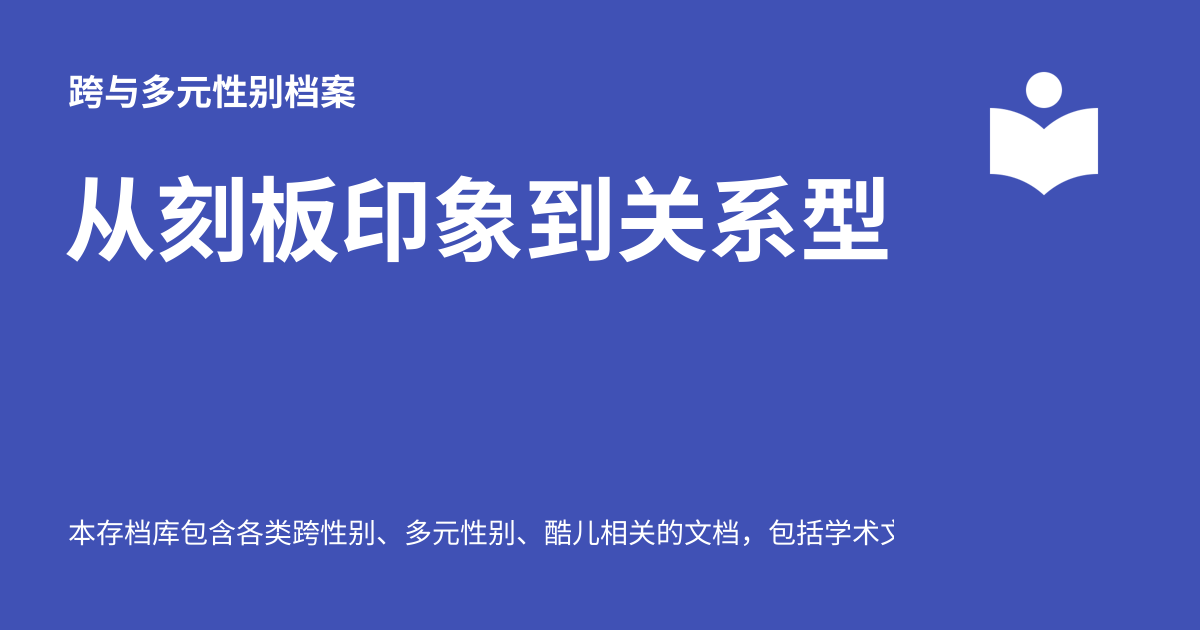 跨与多元性别档案
从刻板印象到关系型
本存档库包含各类跨性别、多元性别、酷儿相关的文档，包括学术